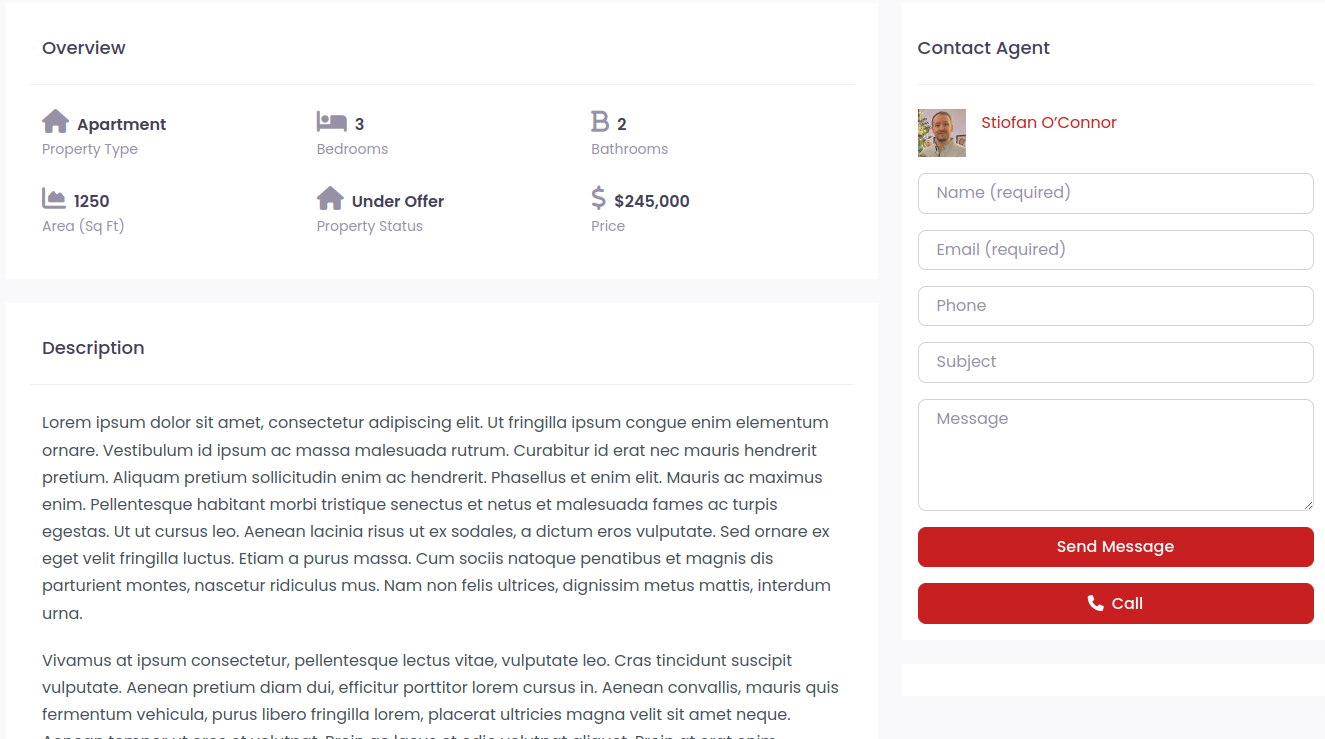 Overview
Apartment
Property Type
3
Bedrooms
2
Bathrooms
1250
Area (Sq Ft)
Under Offer
Property Status
$245,000
Price
Description
Lorem ipsum dolor sit amet, consectetur adipiscing elit. Ut fringilla ipsum congue enim elementum
ornare. Vestibulum id ipsum ac massa malesuada rutrum. Curabitur id erat nec mauris hendrerit
pretium. Aliquam pretium sollicitudin enim ac hendrerit. Phasellus et enim elit. Mauris ac maximus
enim. Pellentesque habitant morbi tristique senectus et netus et malesuada fames ac turpis
egestas. Ut ut cursus leo. Aenean lacinia risus ut ex sodales, a dictum eros vulputate. Sed ornare ex
eget velit fringilla luctus. Etiam a purus massa. Cum sociis natoque penatibus et magnis dis
parturient montes, nascetur ridiculus mus. Nam non felis ultrices, dignissim metus mattis, interdum
urna.
Vivamus at ipsum consectetur, pellentesque lectus vitae, vulputate leo. Cras tincidunt suscipit
vulputate. Aenean pretium diam dui, efficitur porttitor lorem cursus in. Aenean convallis, mauris quis
fermentum vehicula, purus libero fringilla lorem, placerat ultricies magna velit sit amet neque.
Contact Agent
Stiofan O’Connor
Name (required)
Email (required)
Phone
Subject
Message
Send Message
Call